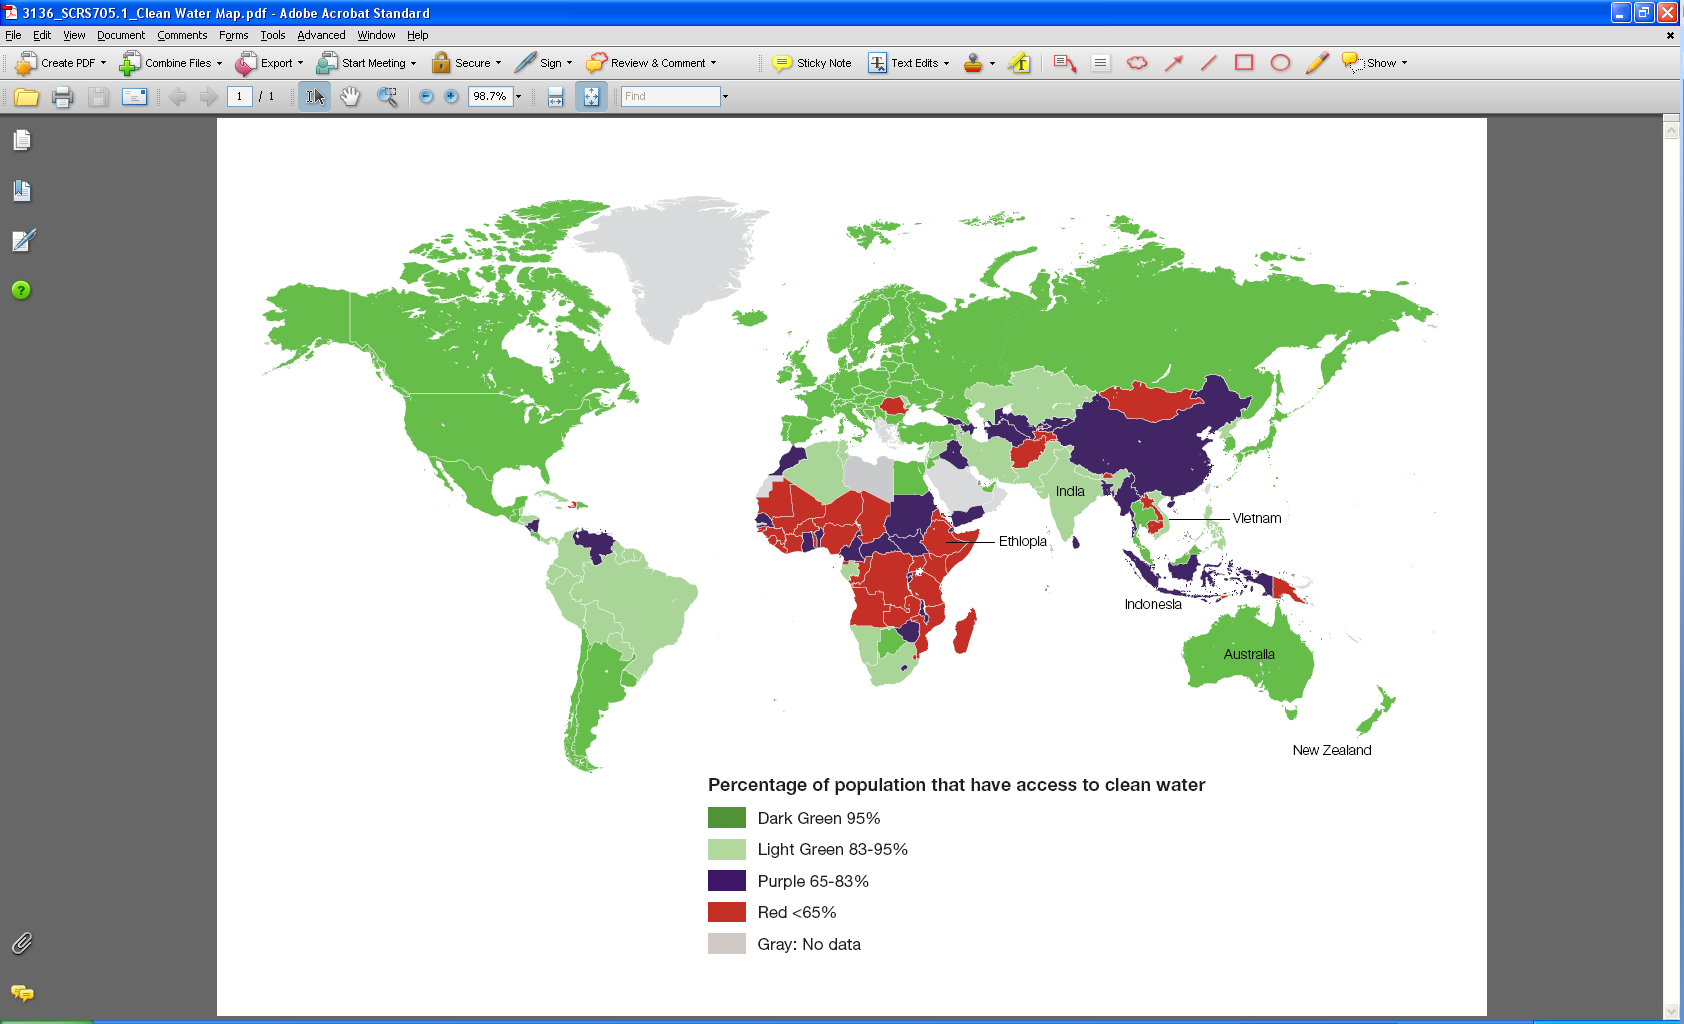 3136_SCRS705.1_Clean Water Map.pdf - Adobe Acrobat Standard
File Edit View Document Comments Forms Tools Advanced Window Help
Create PDF Combine Files Export Start Meeting Secure Sign Review & Comment Sticky Note Text Edits Show
1 / 1 98.7% Find
India
Vietnam
Ethiopia
Indonesia
Australia
New Zealand
Percentage of population that have access to clean water
Dark Green 95%
Light Green 83-95%
Purple 65-83%
Red <65%
Gray: No data